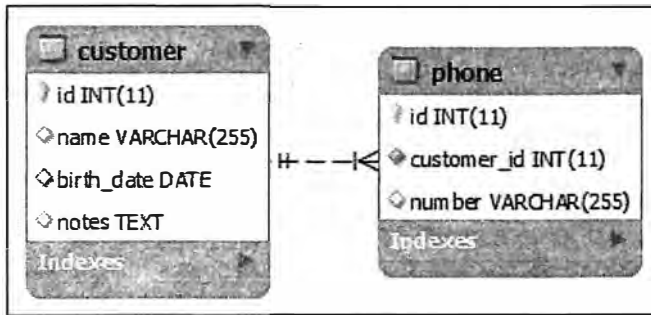 customer
id INT(11)
name VARCHAR(255)
birth_date DATE
notes TEXT
Indexes
phone
id INT(11)
customer_id INT(11)
number VARCHAR(255)
Indexes